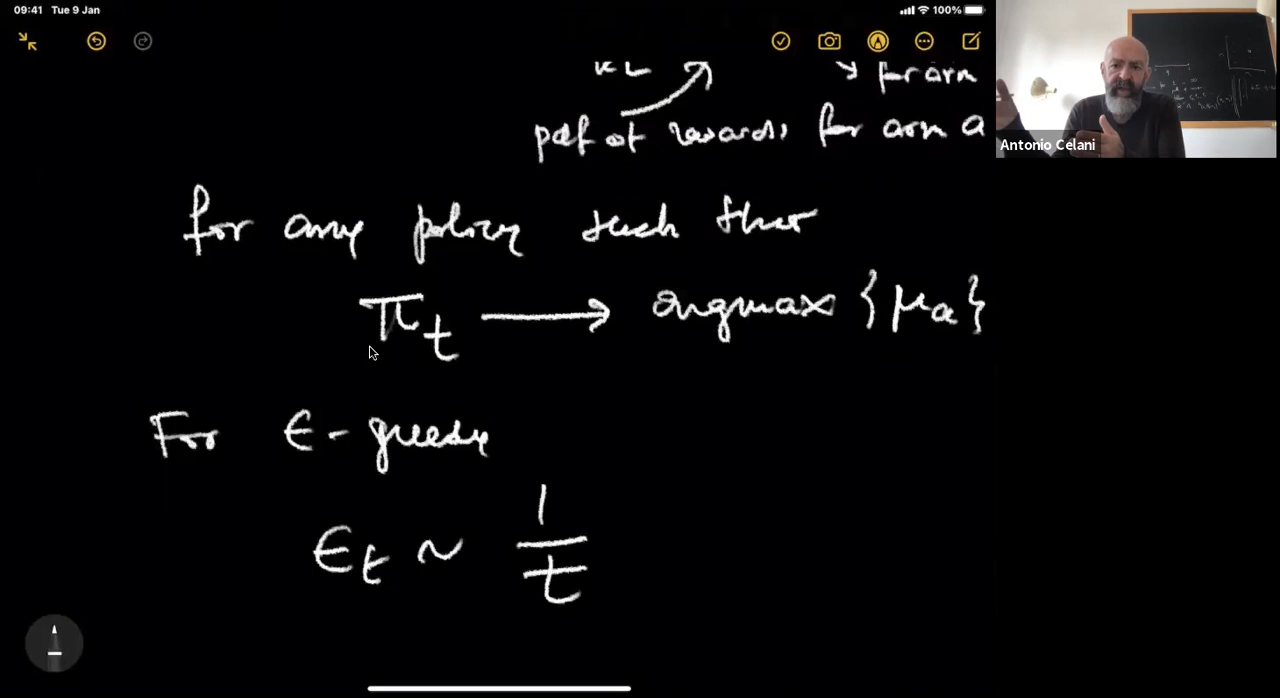 09:41 Tue 9 Jan 100%
KL → for arm
pdf of rewards for arm a
Antonio Celani
for any policy such that
π_t ⟶ argmax {μ_a}
For ϵ-greedy
ϵ_t ~ 1/t